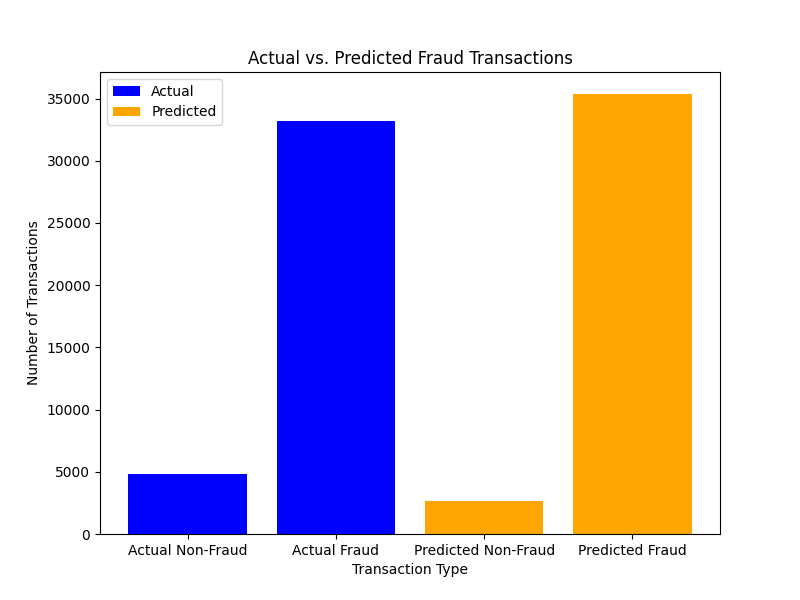 Actual vs. Predicted Fraud Transactions
Actual
Predicted
Number of Transactions
35000
30000
25000
20000
15000
10000
5000
0
Actual Non-Fraud
Actual Fraud
Predicted Non-Fraud
Predicted Fraud
Transaction Type